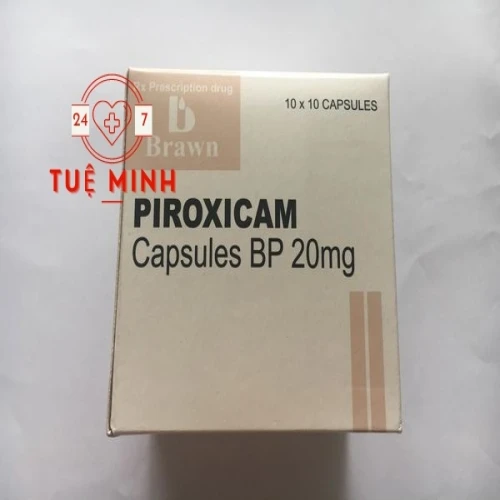 Rx Prescription drug
Brawn
10 x 10 CAPSULES
24 7
TUỆ MINH
PIROXICAM
Capsules BP 20mg